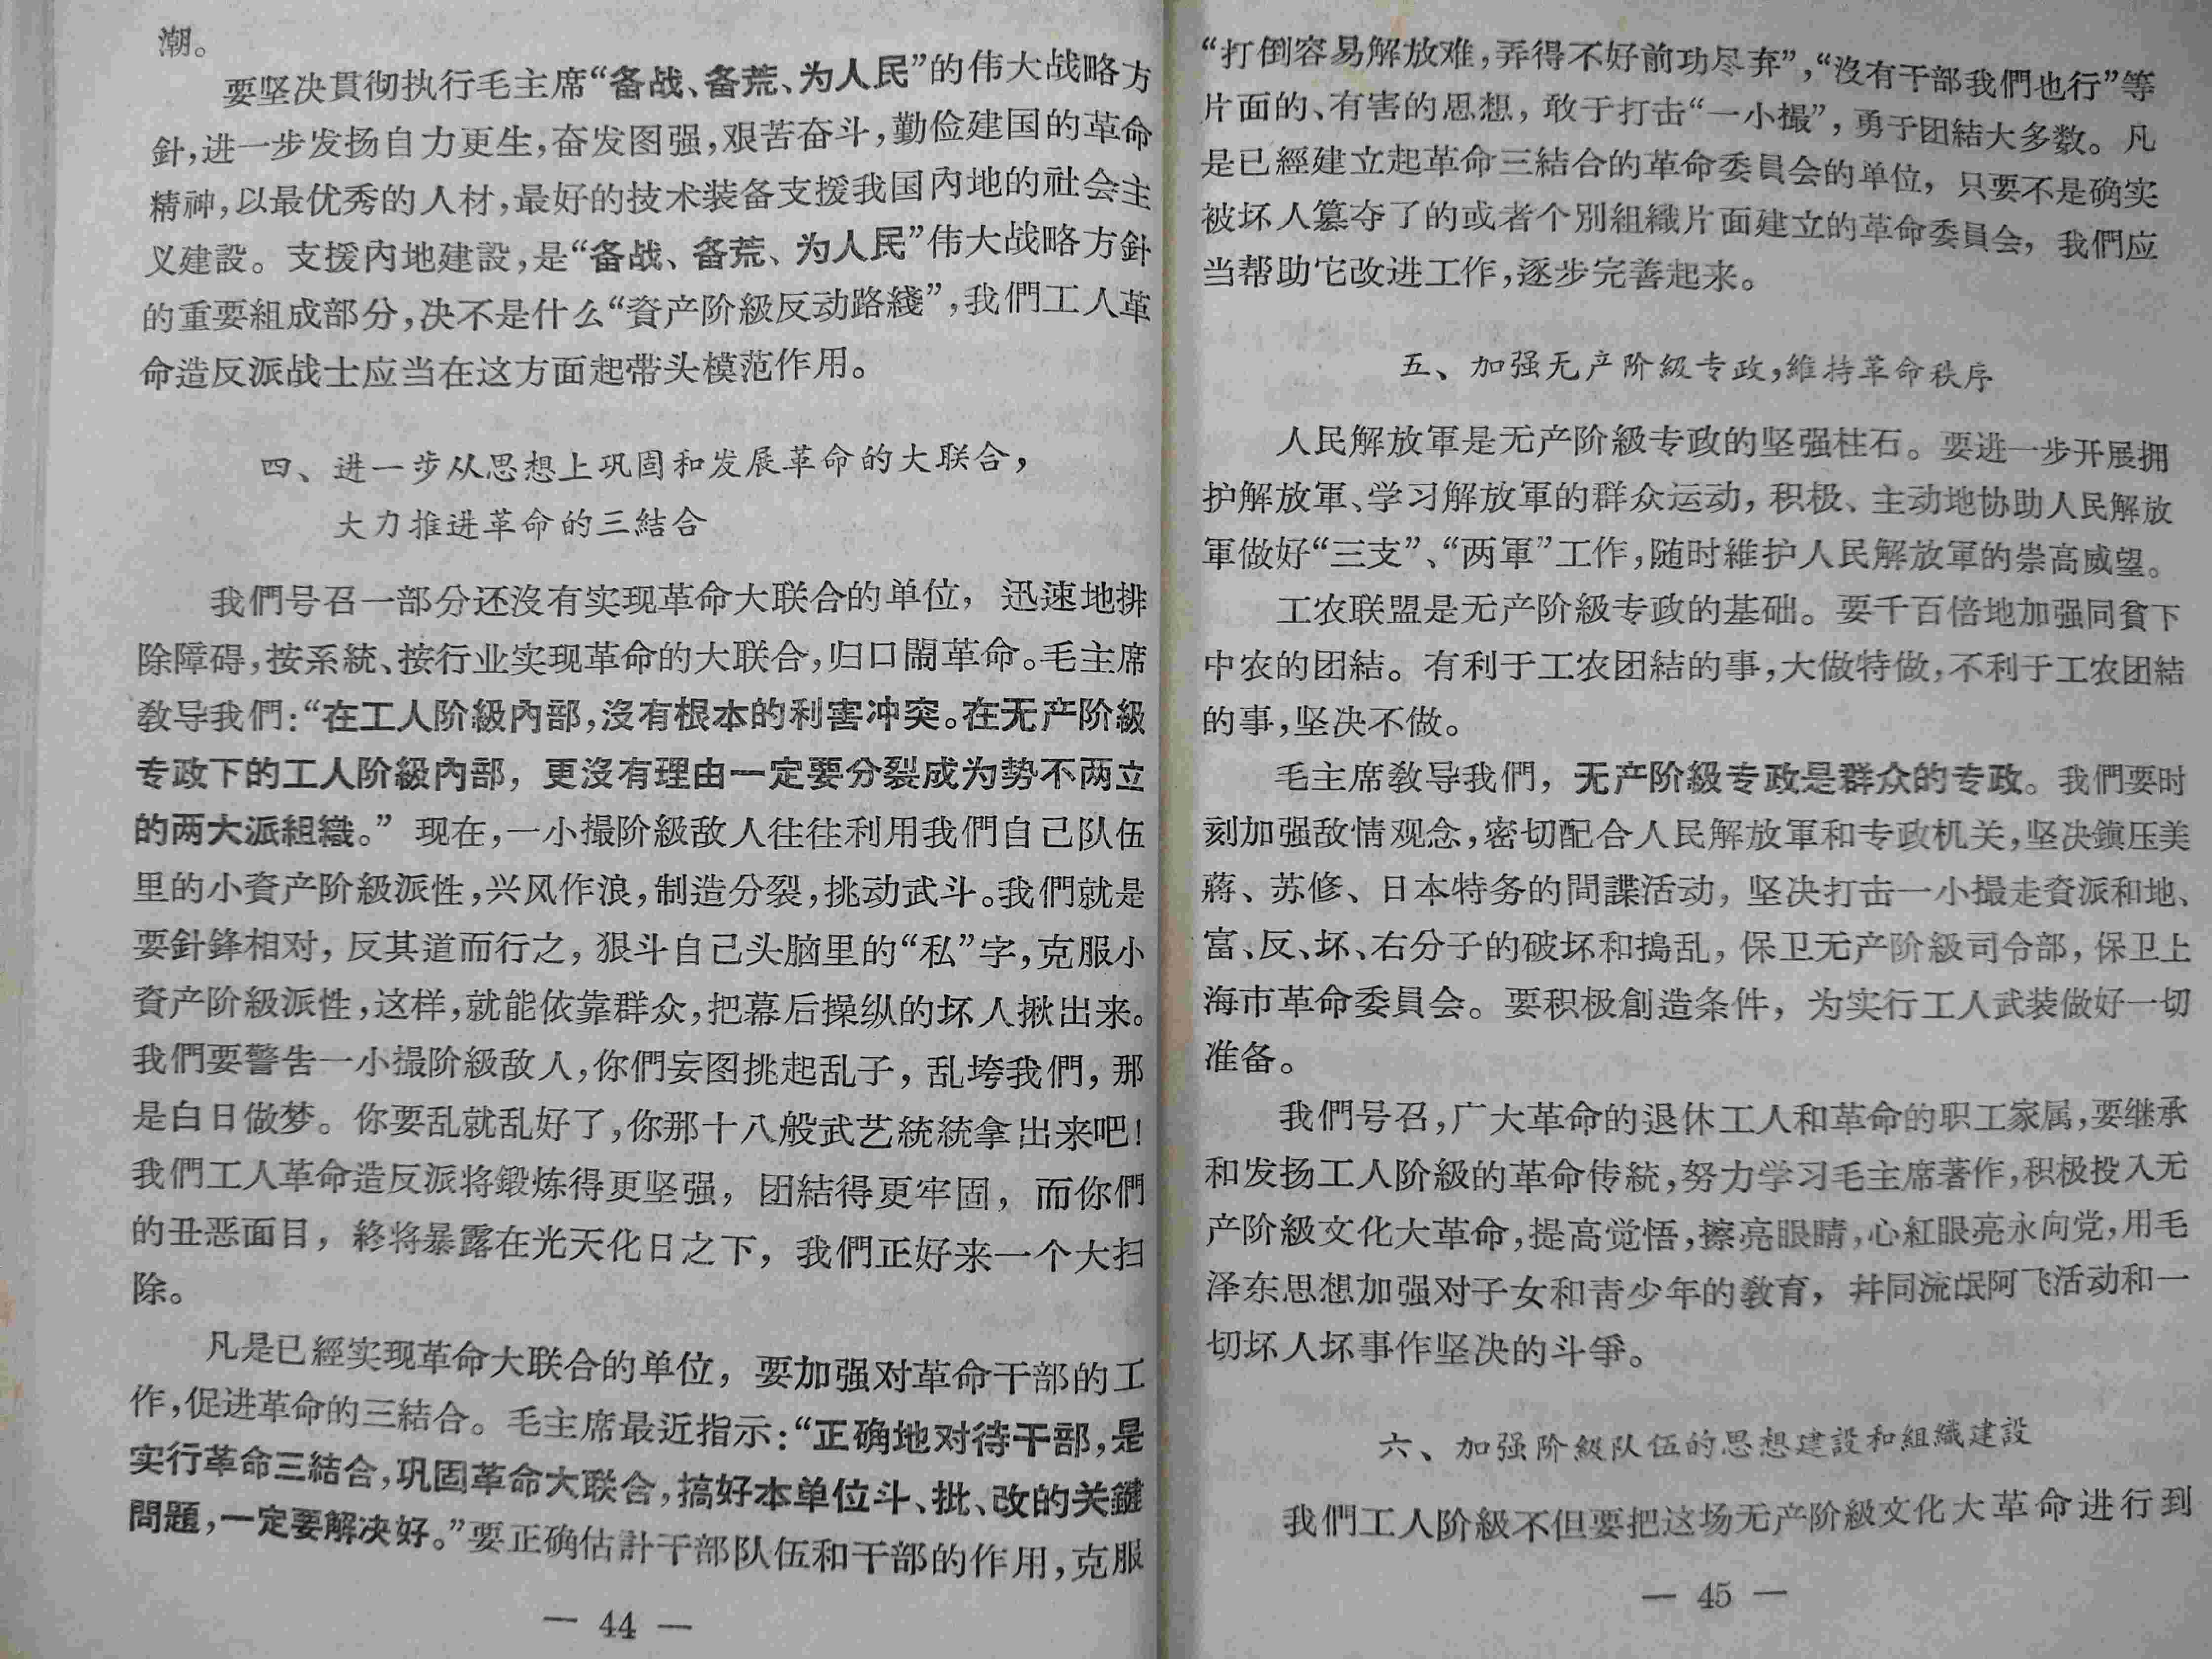 潮。
要坚决貫彻执行毛主席“备战、备荒、为人民”的伟大战略方
針,进一步发扬自力更生,奋发图强,艰苦奋斗,勤俭建国的革命
精神,以最优秀的人材,最好的技术装备支援我国內地的社会主
义建設。支援內地建設,是“备战、备荒、为人民”伟大战略方針
的重要組成部分,决不是什么“資产阶級反动路綫”,我們工人革
命造反派战士应当在这方面起带头模范作用。
四、进一步从思想上巩固和发展革命的大联合,
大力推进革命的三結合
我們号召一部分还沒有实现革命大联合的单位,迅速地排
除障碍,按系統、按行业实现革命的大联合,归口鬧革命。毛主席
敎导我們:“在工人阶級內部,沒有根本的利害冲突。在无产阶級
专政下的工人阶級內部,更沒有理由一定要分裂成为势不两立
的两大派組織。”现在,一小撮阶級敌人往往利用我們自己队伍
里的小資产阶級派性,兴风作浪,制造分裂,挑动武斗。我們就是
要針鋒相对,反其道而行之,狠斗自己头脑里的“私”字,克服小
資产阶級派性,这样,就能依靠群众,把幕后操纵的坏人揪出来。
我們要警告一小撮阶級敌人,你們妄图挑起乱子,乱垮我們,那
是白日做梦。你要乱就乱好了,你那十八般武艺統統拿出来吧!
我們工人革命造反派将鍛炼得更坚强,团結得更牢固,而你們
的丑恶面目,終将暴露在光天化日之下,我們正好来一个大扫
除。
凡是已經实现革命大联合的单位,要加强对革命干部的工
作,促进革命的三結合。毛主席最近指示:“正确地对待干部,是
实行革命三結合,巩固革命大联合,搞好本单位斗、批、改的关鍵
問題,一定要解决好。”要正确估計干部队伍和干部的作用,克服
— 44 —
“打倒容易解放难,弄得不好前功尽弃”,“沒有干部我們也行”等
片面的、有害的思想,敢于打击“一小撮”,勇于团結大多数。凡
是已經建立起革命三結合的革命委員会的单位,只要不是确实
被坏人篡夺了的或者个別組織片面建立的革命委員会,我們应
当帮助它改进工作,逐步完善起来。
五、加强无产阶級专政,維持革命秩序
人民解放軍是无产阶級专政的坚强柱石。要进一步开展拥
护解放軍、学习解放軍的群众运动,积极、主动地协助人民解放
軍做好“三支”、“两軍”工作,随时維护人民解放軍的崇高威望。
工农联盟是无产阶級专政的基础。要千百倍地加强同貧下
中农的团結。有利于工农团結的事,大做特做,不利于工农团結
的事,坚决不做。
毛主席敎导我們,无产阶級专政是群众的专政。我們要时
刻加强敌情观念,密切配合人民解放軍和专政机关,坚决鎭压美
蔣、苏修、日本特务的間諜活动,坚决打击一小撮走資派和地、
富、反、坏、右分子的破坏和搗乱,保卫无产阶級司令部,保卫上
海市革命委員会。要积极創造条件,为实行工人武装做好一切
准备。
我們号召,广大革命的退休工人和革命的职工家属,要继承
和发扬工人阶級的革命传統,努力学习毛主席著作,积极投入无
产阶級文化大革命,提高觉悟,擦亮眼睛,心紅眼亮永向党,用毛
泽东思想加强对子女和靑少年的敎育,幷同流氓阿飞活动和一
切坏人坏事作坚决的斗爭。
六、加强阶級队伍的思想建設和組織建設
我們工人阶級不但要把这场无产阶級文化大革命进行到
— 45 —